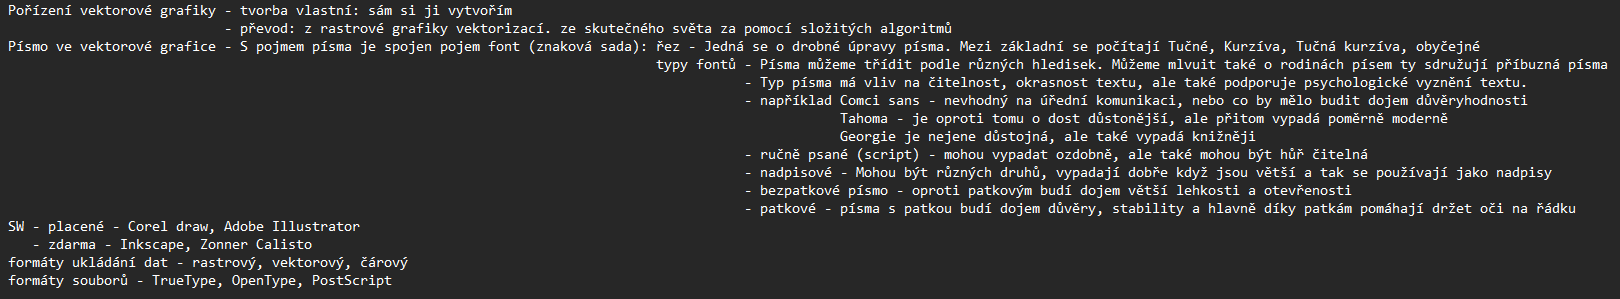 Pořízení vektorové grafiky - tvorba vlastní: sám si ji vytvořím
- převod: z rastrové grafiky vektorizací. ze skutečného světa za pomocí složitých algoritmů
Písmo ve vektorové grafice - S pojmem písma je spojen pojem font (znaková sada): řez - Jedná se o drobné úpravy písma. Mezi základní se počítají Tučné, Kurzíva, Tučná kurzíva, obyčejné
typy fontů - Písma můžeme třídit podle různých hledisek. Můžeme mlvuit také o rodinách písem ty sdružují příbuzná písma
- Typ písma má vliv na čitelnost, okrasnost textu, ale také podporuje psychologické vyznění textu.
- například Comci sans - nevhodný na úřední komunikaci, nebo co by mělo budit dojem důvěryhodnosti
Tahoma - je oproti tomu o dost důstonější, ale přitom vypadá poměrně moderně
Georgie je nejene důstojná, ale také vypadá knižněji
- ručně psané (script) - mohou vypadat ozdobně, ale také mohou být hůř čitelná
- nadpisové - Mohou být různých druhů, vypadají dobře když jsou větší a tak se používají jako nadpisy
- bezpatkové písmo - oproti patkovým budí dojem větší lehkosti a otevřenosti
- patkové - písma s patkou budí dojem důvěry, stability a hlavně díky patkám pomáhají držet oči na řádku
SW - placené - Corel draw, Adobe Illustrator
- zdarma - Inkscape, Zonner Calisto
formáty ukládání dat - rastrový, vektorový, čárový
formáty souborů - TrueType, OpenType, PostScript